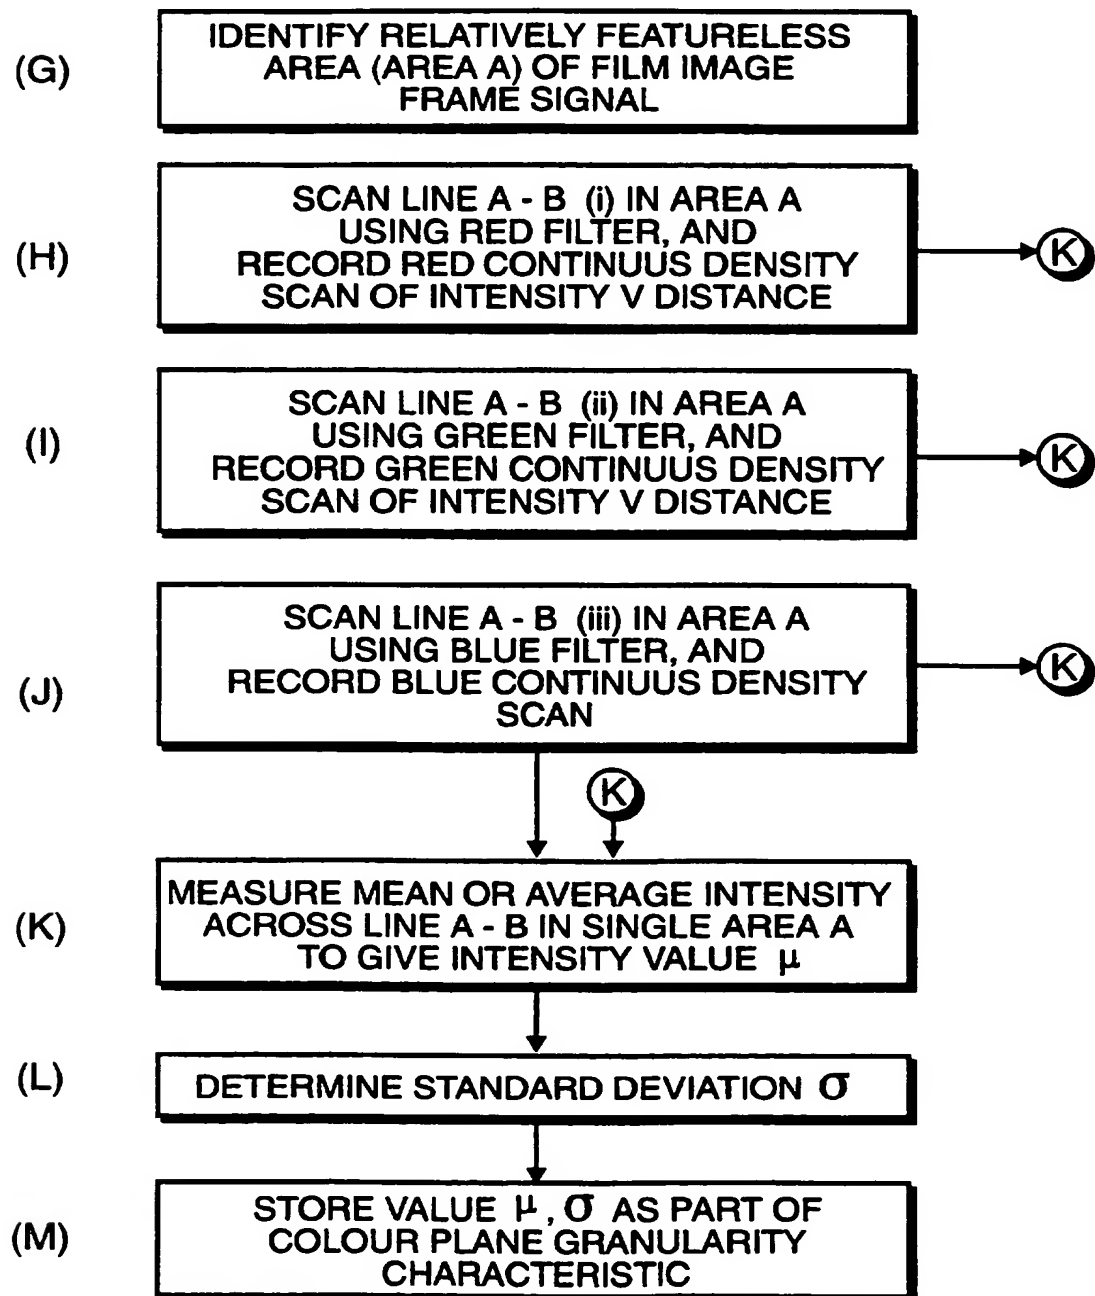 (G)
IDENTIFY RELATIVELY FEATURELESS
AREA (AREA A) OF FILM IMAGE
FRAME SIGNAL
(H)
SCAN LINE A - B (i) IN AREA A
USING RED FILTER, AND
RECORD RED CONTINUUS DENSITY
SCAN OF INTENSITY V DISTANCE
K
(I)
SCAN LINE A - B (ii) IN AREA A
USING GREEN FILTER, AND
RECORD GREEN CONTINUUS DENSITY
SCAN OF INTENSITY V DISTANCE
K
(J)
SCAN LINE A - B (iii) IN AREA A
USING BLUE FILTER, AND
RECORD BLUE CONTINUUS DENSITY
SCAN
K
K
(K)
MEASURE MEAN OR AVERAGE INTENSITY
ACROSS LINE A - B IN SINGLE AREA A
TO GIVE INTENSITY VALUE μ
(L)
DETERMINE STANDARD DEVIATION σ
(M)
STORE VALUE μ, σ AS PART OF
COLOUR PLANE GRANULARITY
CHARACTERISTIC